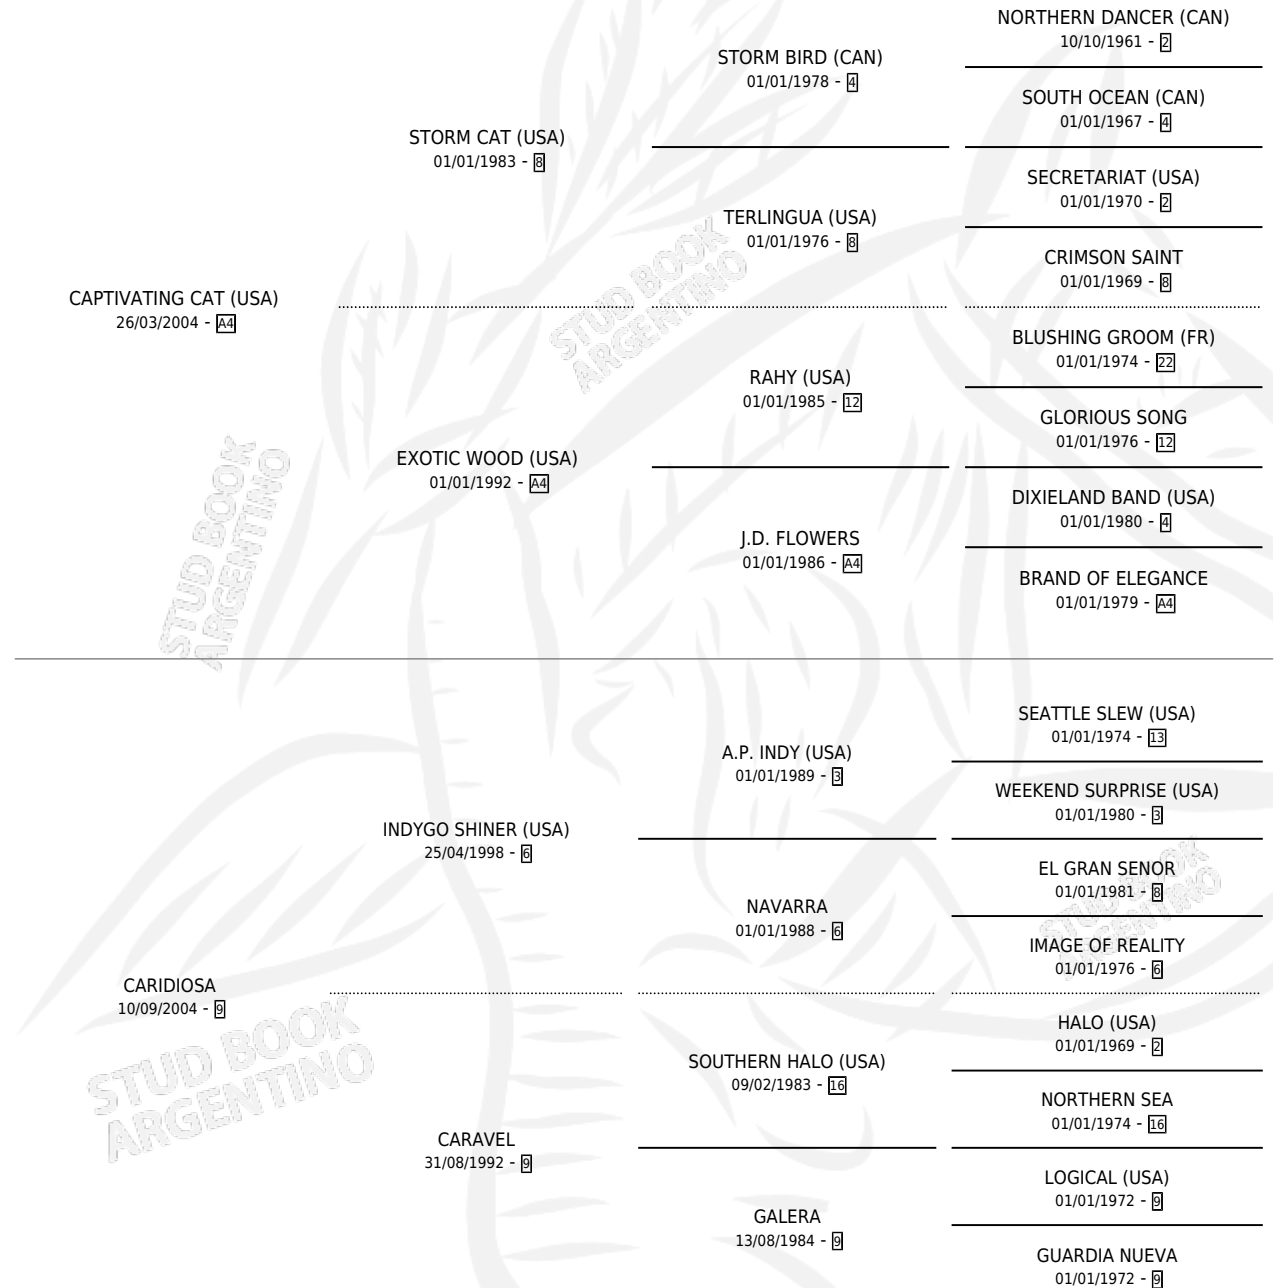 NORTHERN DANCER (CAN)
10/10/1961 - 2
STORM BIRD (CAN)
01/01/1978 - 4
SOUTH OCEAN (CAN)
01/01/1967 - 4
STORM CAT (USA)
01/01/1983 - 8
SECRETARIAT (USA)
01/01/1970 - 2
TERLINGUA (USA)
01/01/1976 - 8
CRIMSON SAINT
01/01/1969 - 8
CAPTIVATING CAT (USA)
26/03/2004 - A4
BLUSHING GROOM (FR)
01/01/1974 - 22
RAHY (USA)
01/01/1985 - 12
GLORIOUS SONG
01/01/1976 - 12
EXOTIC WOOD (USA)
01/01/1992 - A4
DIXIELAND BAND (USA)
01/01/1980 - 4
J.D. FLOWERS
01/01/1986 - A4
BRAND OF ELEGANCE
01/01/1979 - A4
STUD BOOK
ARGENTINO
STUD BOOK
ARGENTINO
SEATTLE SLEW (USA)
01/01/1974 - 13
A.P. INDY (USA)
01/01/1989 - 3
WEEKEND SURPRISE (USA)
01/01/1980 - 3
INDYGO SHINER (USA)
25/04/1998 - 6
EL GRAN SENOR
01/01/1981 - 8
NAVARRA
01/01/1988 - 6
IMAGE OF REALITY
01/01/1976 - 6
CARIDIOSA
10/09/2004 - 9
HALO (USA)
01/01/1969 - 2
SOUTHERN HALO (USA)
09/02/1983 - 16
NORTHERN SEA
01/01/1974 - 16
CARAVEL
31/08/1992 - 9
LOGICAL (USA)
01/01/1972 - 9
GALERA
13/08/1984 - 9
GUARDIA NUEVA
01/01/1972 - 9
STUD BOOK
ARGENTINO
STUD BOOK
ARGENTINO